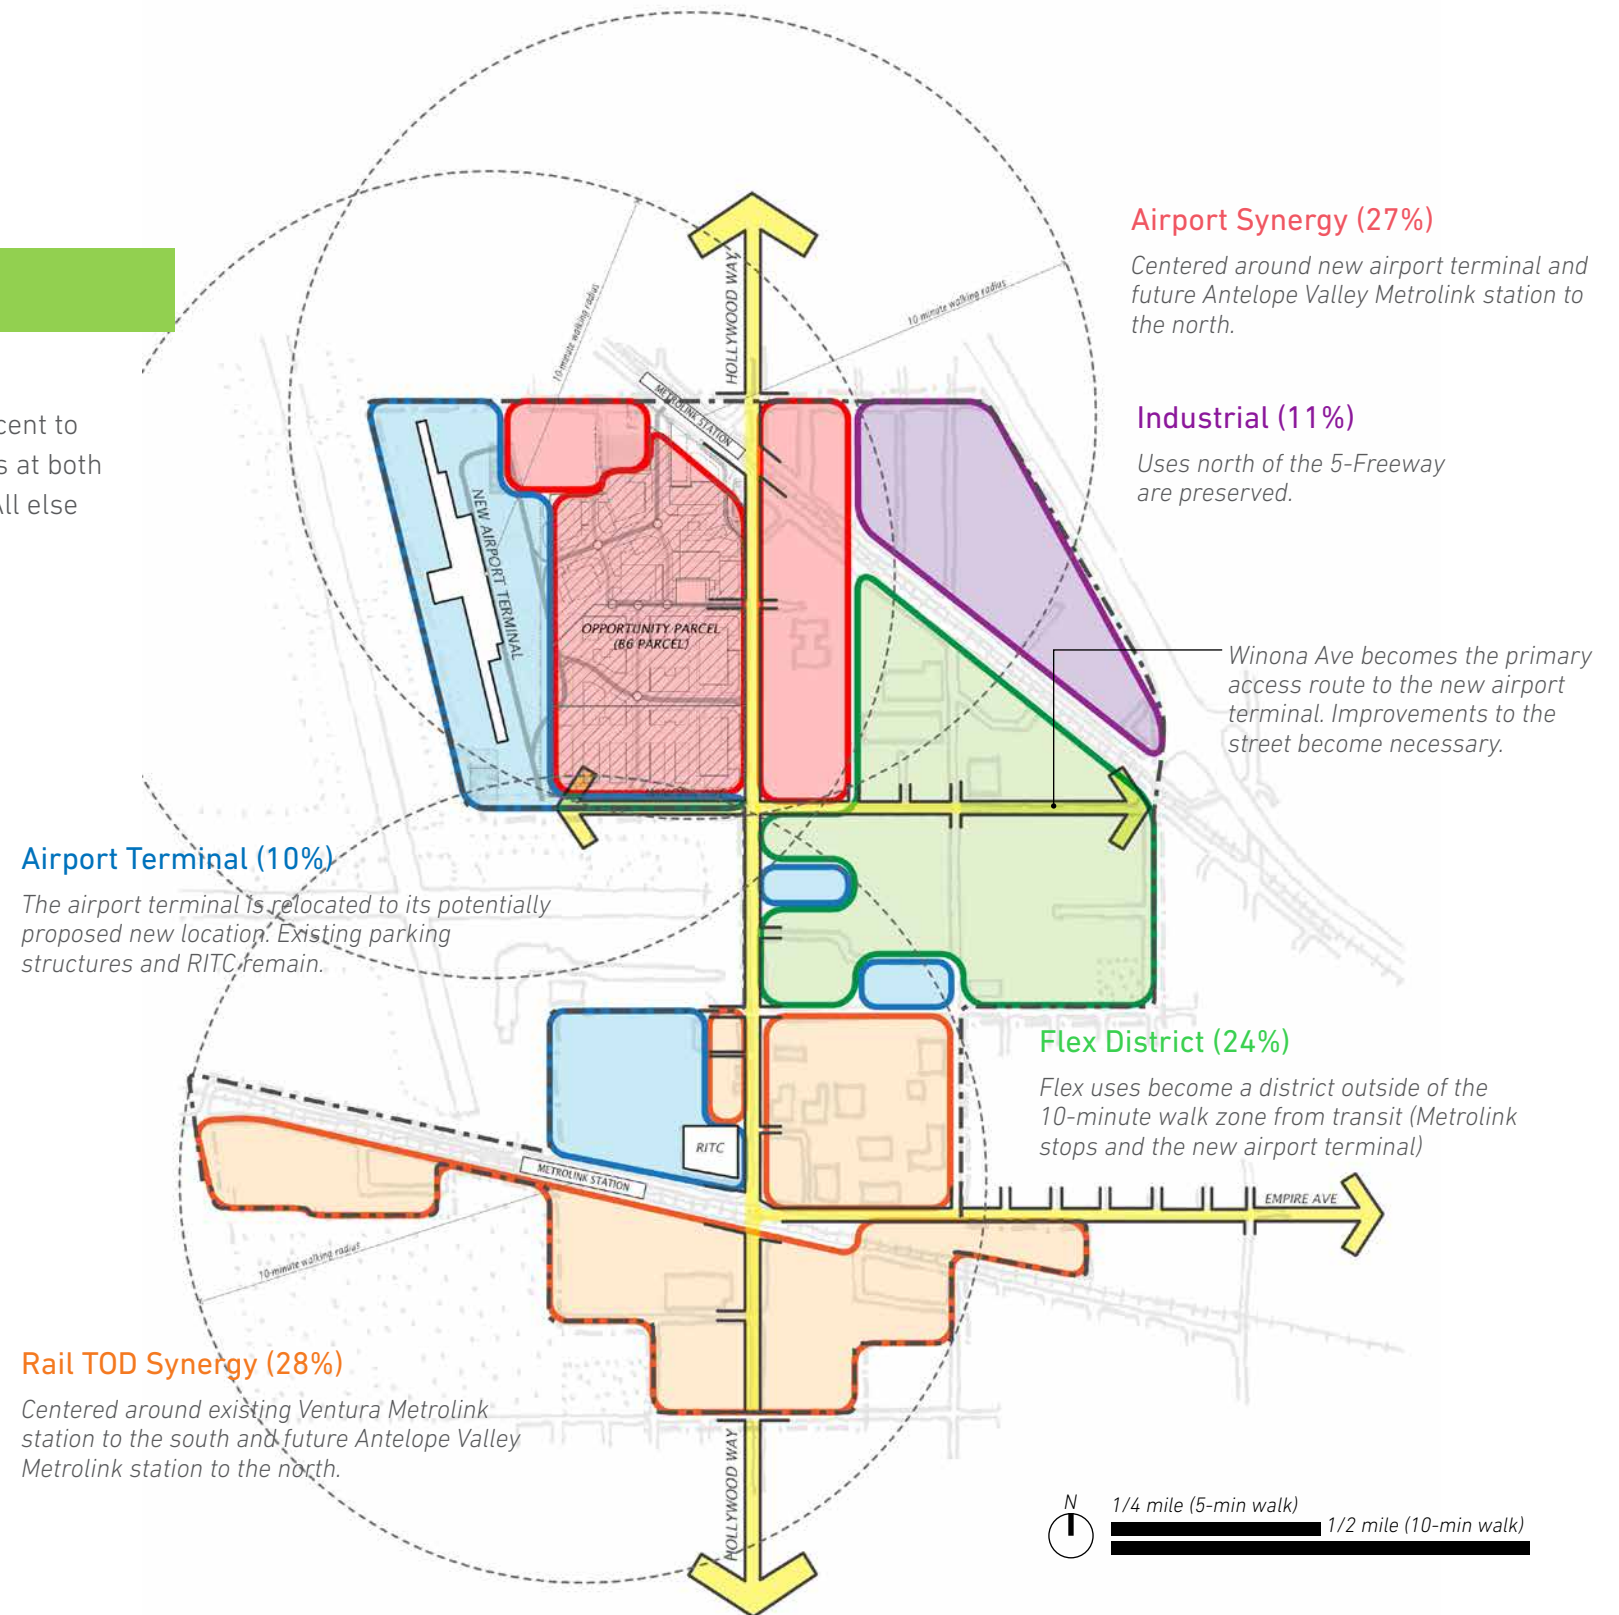 cent to
s at both
All else
Airport Synergy (27%)
Centered around new airport terminal and
future Antelope Valley Metrolink station to
the north.
Industrial (11%)
Uses north of the 5-Freeway
are preserved.
Winona Ave becomes the primary
access route to the new airport
terminal. Improvements to the
street become necessary.
HOLLYWOOD WAY
10-minute walking radius
10 minute walking radius
METROLINK STATION
NEW AIRPORT TERMINAL
OPPORTUNITY PARCEL
(B6 PARCEL)
Airport Terminal (10%)
The airport terminal is relocated to its potentially
proposed new location. Existing parking
structures and RITC remain.
Flex District (24%)
Flex uses become a district outside of the
10-minute walk zone from transit (Metrolink
stops and the new airport terminal)
RITC
METROLINK STATION
EMPIRE AVE
10-minute walking radius
Rail TOD Synergy (28%)
Centered around existing Ventura Metrolink
station to the south and future Antelope Valley
Metrolink station to the north.
HOLLYWOOD WAY
N
1/4 mile (5-min walk)
1/2 mile (10-min walk)